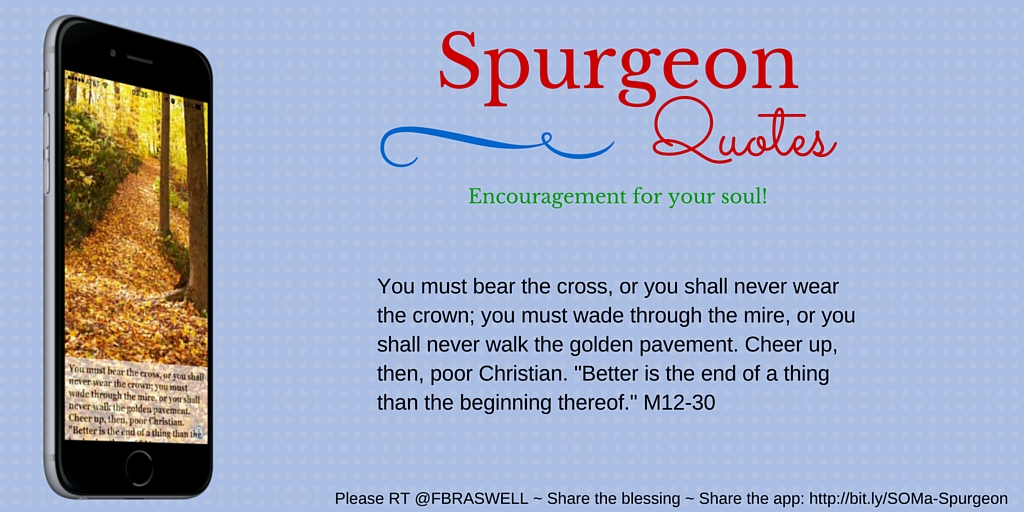 Spurgeon
Quotes
Encouragement for your soul!
You must bear the cross, or you shall never wear
the crown; you must wade through the mire, or you
shall never walk the golden pavement. Cheer up,
then, poor Christian. "Better is the end of a thing
than the beginning thereof." M12-30
AT&T
You must bear the cross, or you shall
never wear the crown; you must
wade through the mire, or you shall
never walk the golden pavement.
Cheer up, then, poor Christian.
"Better is the end of a thing than the
Please RT @FBRASWELL ~ Share the blessing ~ Share the app: http://bit.ly/SOMa-Spurgeon